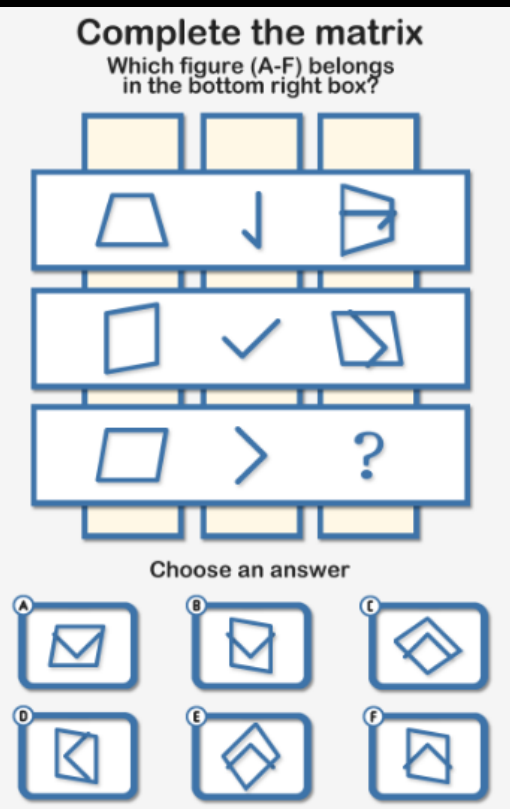 Complete the matrix
Which figure (A-F) belongs
in the bottom right box?
?
Choose an answer
A
B
C
D
E
F